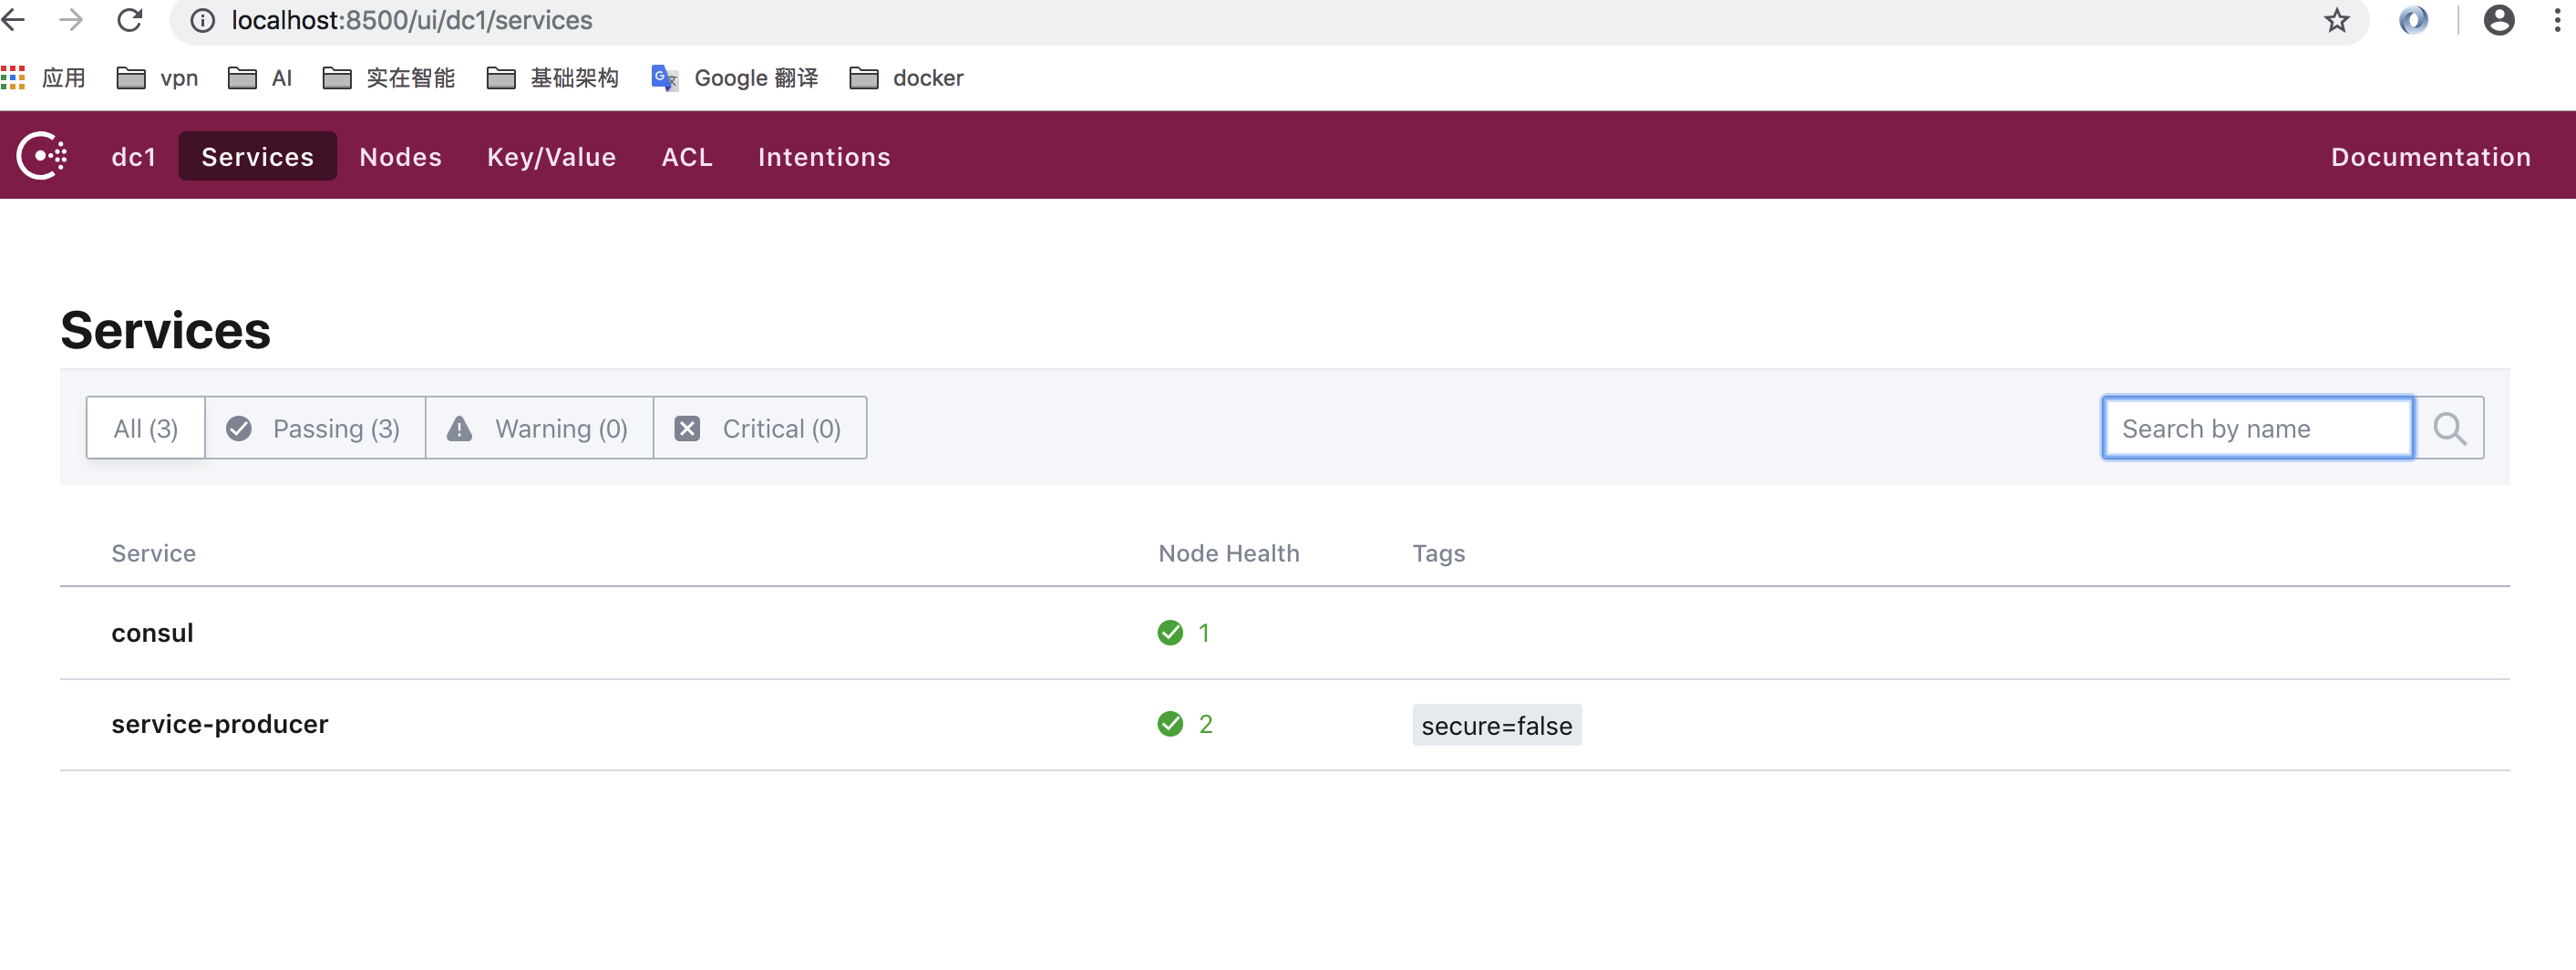 localhost:8500/ui/dc1/services
应用 vpn AI 实在智能 基础架构 Google 翻译 docker
dc1 Services Nodes Key/Value ACL Intentions Documentation
Services
All (3) Passing (3) Warning (0) Critical (0) Search by name
Service Node Health Tags
consul 1
service-producer 2 secure=false